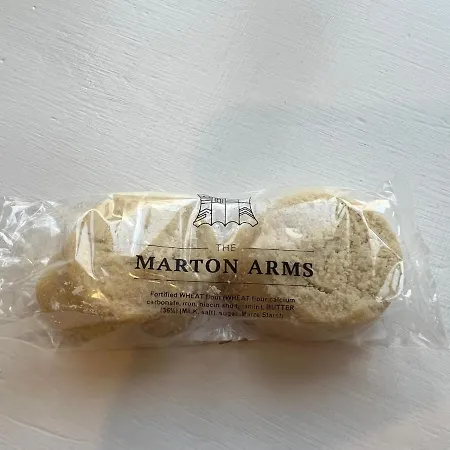 THE
MARTON ARMS
Fortified WHEAT flour (WHEAT flour, calcium
carbonate, iron, niacin and thiamin), BUTTER
(36%) (MILK, salt), sugar, Maize Starch